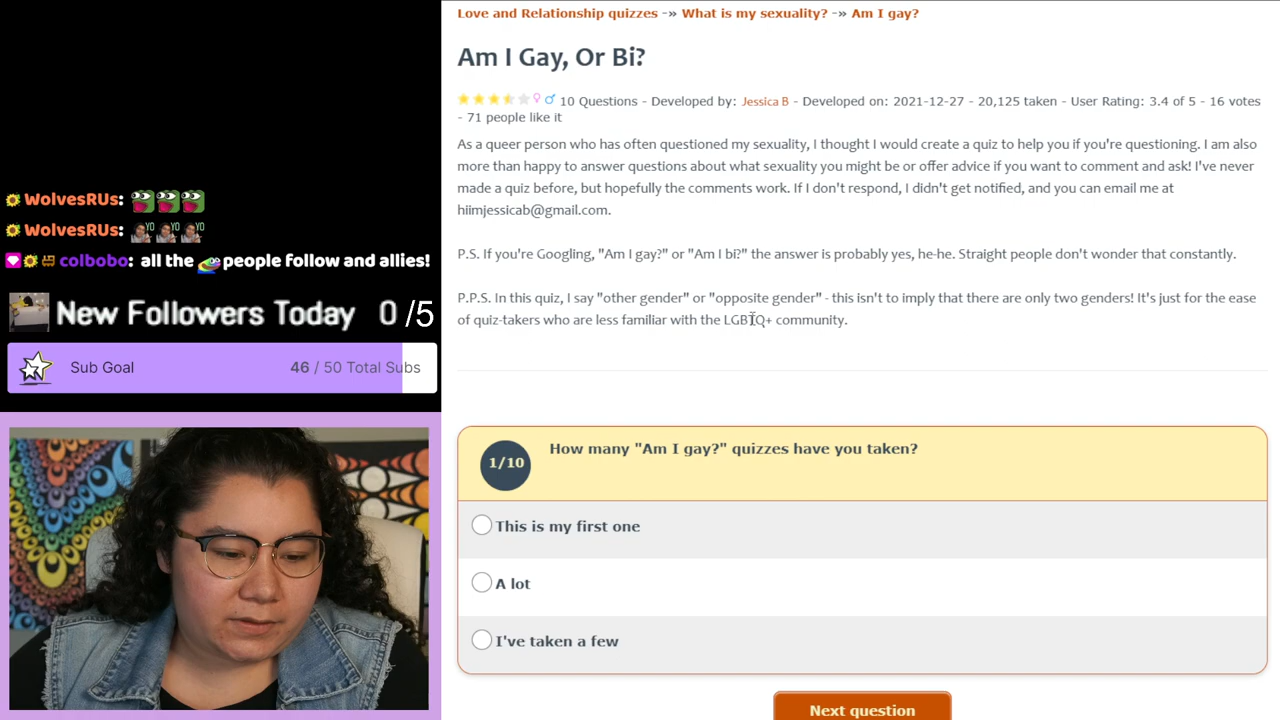 Love and Relationship quizzes -» What is my sexuality? -» Am I gay?
Am I Gay, Or Bi?
10 Questions - Developed by: Jessica B - Developed on: 2021-12-27 - 20,125 taken - User Rating: 3.4 of 5 - 16 votes
- 71 people like it
As a queer person who has often questioned my sexuality, I thought I would create a quiz to help you if you're questioning. I am also
more than happy to answer questions about what sexuality you might be or offer advice if you want to comment and ask! I've never
made a quiz before, but hopefully the comments work. If I don't respond, I didn't get notified, and you can email me at
hiimjessicab@gmail.com.
P.S. If you're Googling, "Am I gay?" or "Am I bi?" the answer is probably yes, he-he. Straight people don't wonder that constantly.
P.P.S. In this quiz, I say "other gender" or "opposite gender" - this isn't to imply that there are only two genders! It's just for the ease
of quiz-takers who are less familiar with the LGBTQ+ community.
1/10
How many "Am I gay?" quizzes have you taken?
This is my first one
A lot
I've taken a few
Next question
WolvesRUs:
WolvesRUs: YO YO YO
colbobo: all the people follow and allies!
New Followers Today 0 /5
Sub Goal 46 / 50 Total Subs